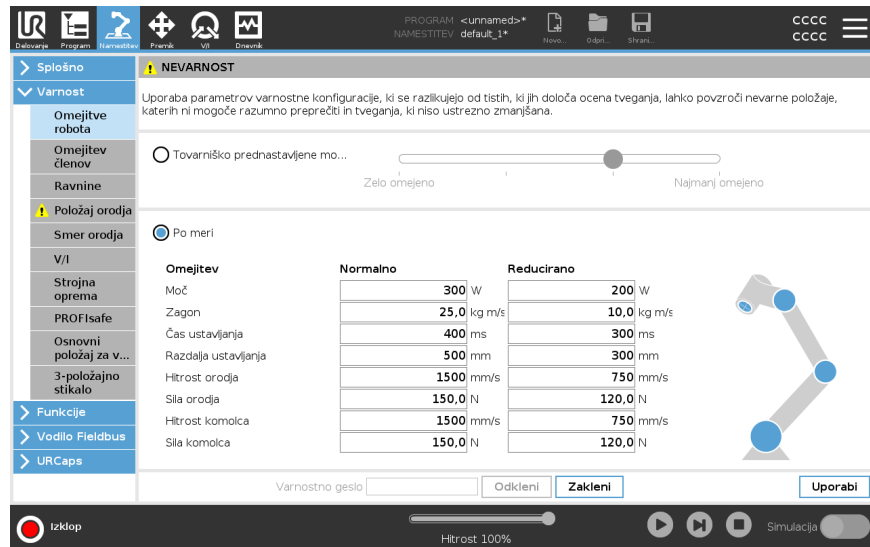 PROGRAM <unnamed>*
NAMESTITEV default_1*
cccc
cccc
Delovanje Program Namestitev Premik V/I Dnevnik Novo... Odpri... Shrani...
Splošno
Varnost
Omejitve robota
Omejitev členov
Ravnine
Položaj orodja
Smer orodja
V/I
Strojna oprema
PROFIsafe
Osnovni položaj za v...
3-položajno stikalo
Funkcije
Vodilo Fieldbus
URCaps
NEVARNOST
Uporaba parametrov varnostne konfiguracije, ki se razlikujejo od tistih, ki jih določa ocena tveganja, lahko povzroči nevarne položaje,
katerih ni mogoče razumno preprečiti in tveganja, ki niso ustrezno zmanjšana.
Tovarniško prednastavljene mo...
Zelo omejeno Najmanj omejeno
Po meri
Omejitev Normalno Reducirano
Moč 300 W 200 W
Zagon 25,0 kg m/s 10,0 kg m/s
Čas ustavljanja 400 ms 300 ms
Razdalja ustavljanja 500 mm 300 mm
Hitrost orodja 1500 mm/s 750 mm/s
Sila orodja 150,0 N 120,0 N
Hitrost komolca 1500 mm/s 750 mm/s
Sila komolca 150,0 N 120,0 N
Varnostno geslo Odkleni Zakleni Uporabi
Izklop Hitrost 100% Simulacija